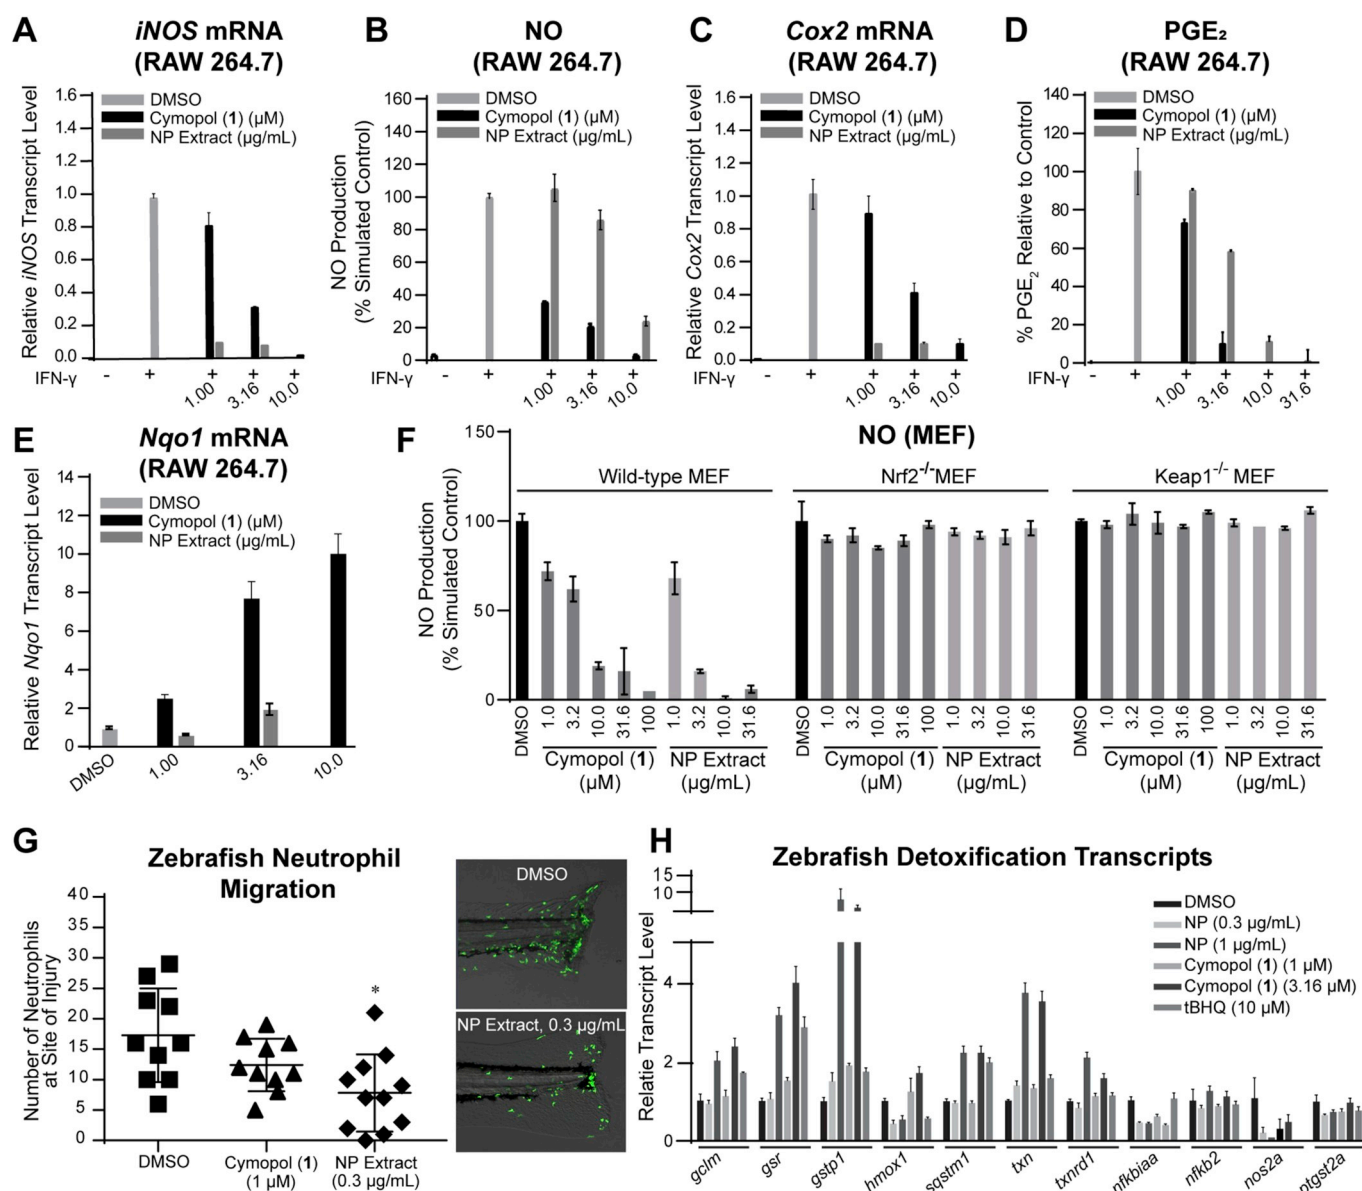 A
iNOS mRNA
(RAW 264.7)
DMSO
Cymopol (1) (µM)
NP Extract (µg/mL)
Relative iNOS Transcript Level
1.6
1.4
1.2
1.0
0.8
0.6
0.4
0.2
0.0
IFN-γ
- + + + +
1.00 3.16 10.0
B
NO
(RAW 264.7)
DMSO
Cymopol (1) (µM)
NP Extract (µg/mL)
NO Production
(% Simulated Control)
160
140
120
100
80
60
40
20
0
IFN-γ
- + + + +
1.00 3.16 10.0
C
Cox2 mRNA
(RAW 264.7)
DMSO
Cymopol (1) (µM)
NP Extract (µg/mL)
Relative Cox2 Transcript Level
1.6
1.4
1.2
1.0
0.8
0.6
0.4
0.2
0.0
IFN-γ
- + + + +
1.00 3.16 10.0
D
PGE₂
(RAW 264.7)
DMSO
Cymopol (1) (µM)
NP Extract (µg/mL)
% PGE₂ Relative to Control
140
120
100
80
60
40
20
0
IFN-γ
- + + + + +
1.00 3.16 10.0 31.6
E
Nqo1 mRNA
(RAW 264.7)
DMSO
Cymopol (1) (µM)
NP Extract (µg/mL)
Relative Nqo1 Transcript Level
14
12
10
8
6
4
2
0
DMSO 1.00 3.16 10.0
F
NO (MEF)
NO Production
(% Simulated Control)
150
100
50
0
Wild-type MEF
DMSO 1.0 3.2 10.0 31.6 100 1.0 3.2 10.0 31.6
Cymopol (1)
(µM)
NP Extract
(µg/mL)
Nrf2⁻/⁻MEF
DMSO 1.0 3.2 10.0 31.6 100 1.0 3.2 10.0 31.6
Cymopol (1)
(µM)
NP Extract
(µg/mL)
Keap1⁻/⁻ MEF
DMSO 1.0 3.2 10.0 31.6 100 1.0 3.2 10.0 31.6
Cymopol (1)
(µM)
NP Extract
(µg/mL)
G
Zebrafish Neutrophil
Migration
Number of Neutrophils
at Site of Injury
40
35
30
25
20
15
10
5
0
*
DMSO
Cymopol (1)
(1 µM)
NP Extract
(0.3 µg/mL)
DMSO
NP Extract, 0.3 µg/mL
H
Zebrafish Detoxification Transcripts
Relatie Transcript Level
15
10
4
2
0
DMSO
NP (0.3 µg/mL)
NP (1 µg/mL)
Cymopol (1) (1 µM)
Cymopol (1) (3.16 µM)
tBHQ (10 µM)
gclm gsr gstp1 hmox1 sqstm1 txn txnrd1 nfkbiaa nfkb2 nos2a ptgst2a